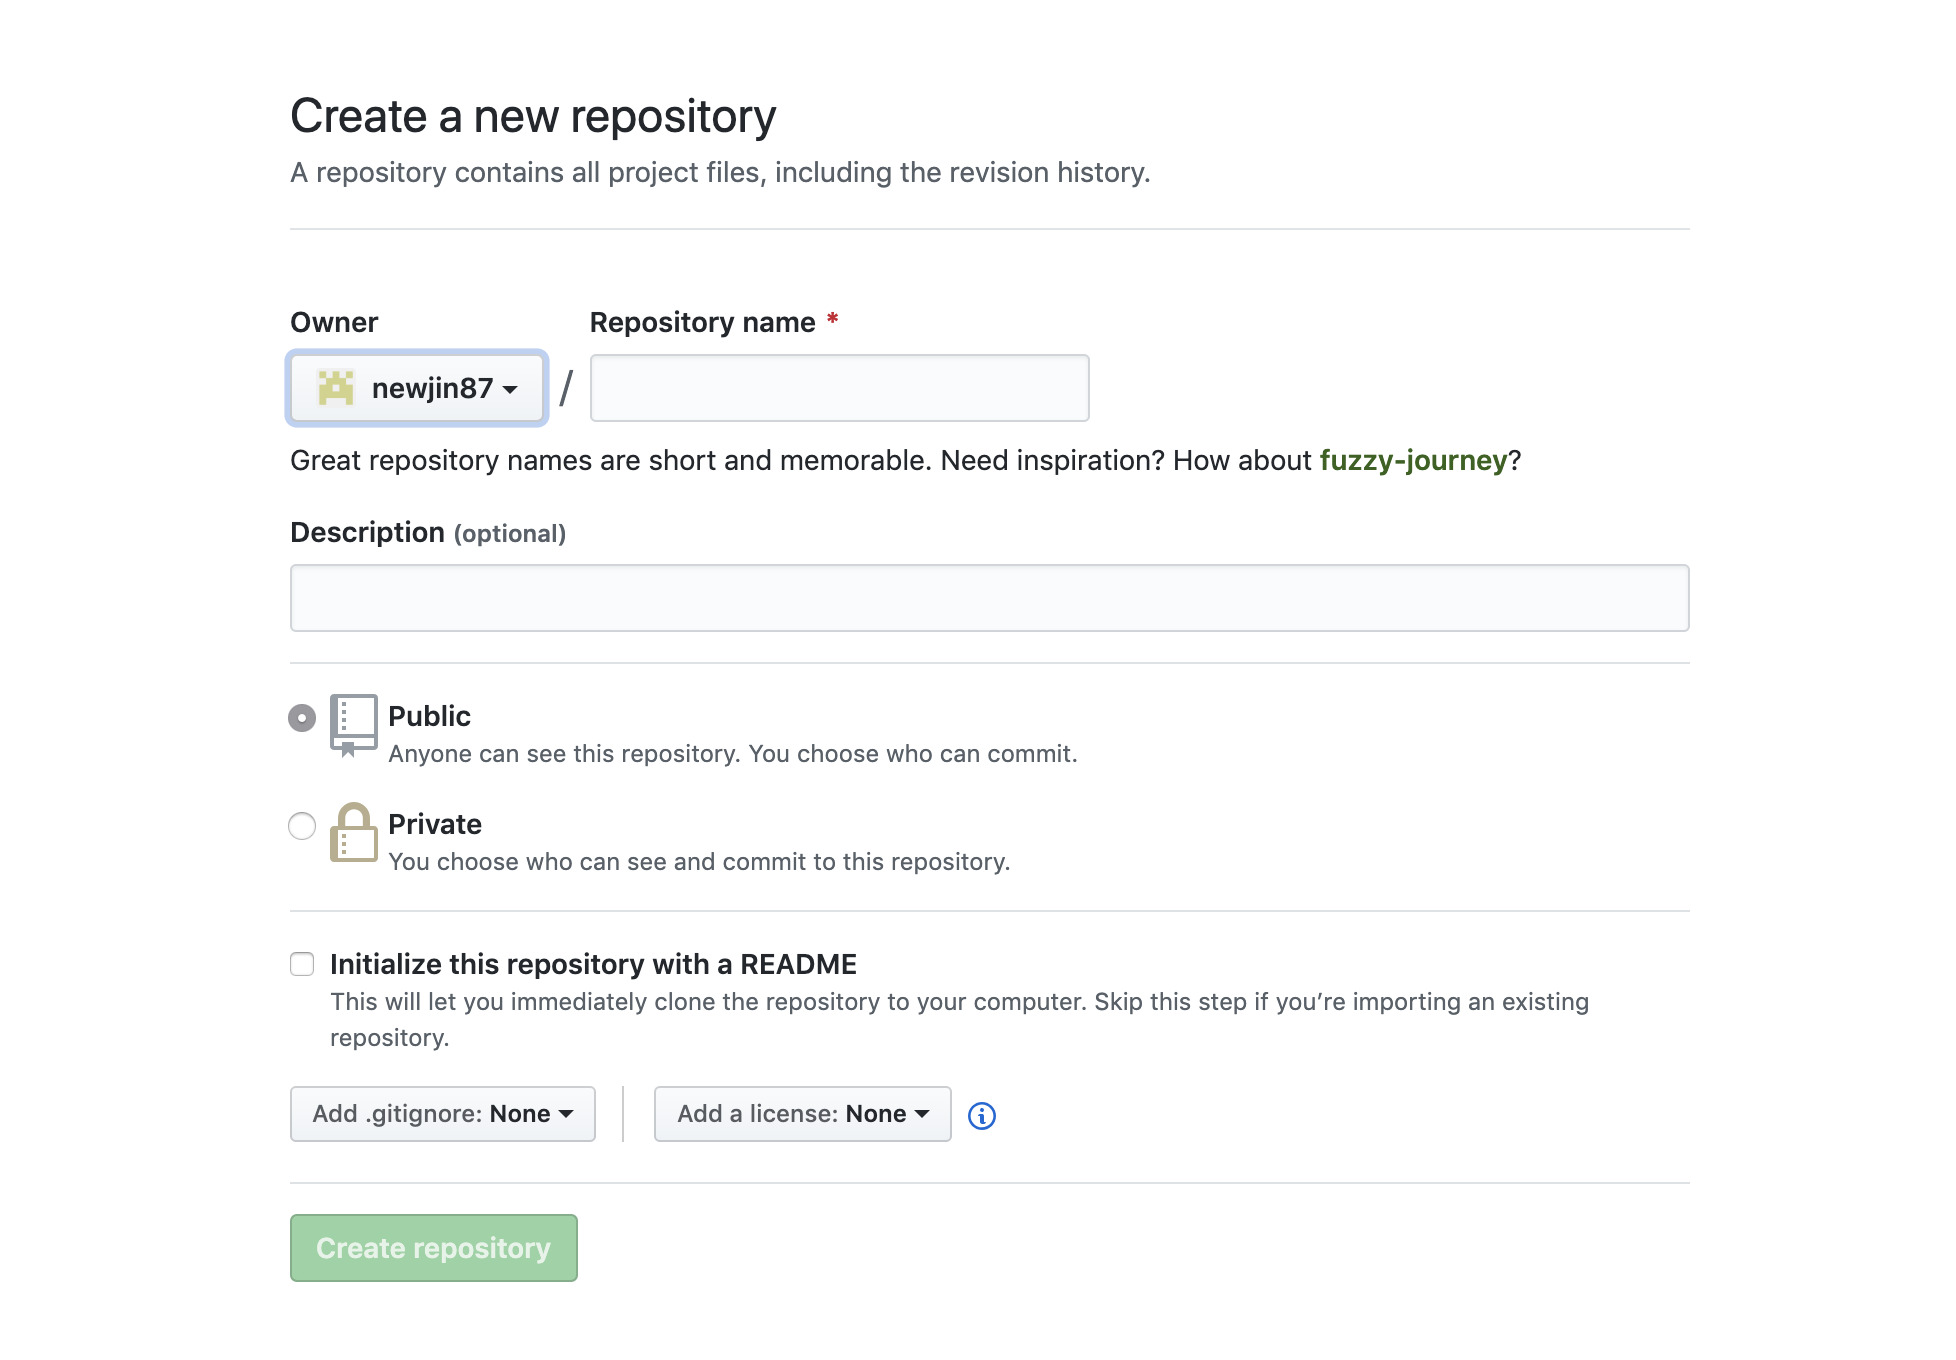 Create a new repository
A repository contains all project files, including the revision history.
Owner
Repository name *
newjin87
/
Great repository names are short and memorable. Need inspiration? How about fuzzy-journey?
Description (optional)
Public
Anyone can see this repository. You choose who can commit.
Private
You choose who can see and commit to this repository.
Initialize this repository with a README
This will let you immediately clone the repository to your computer. Skip this step if you’re importing an existing
repository.
Add .gitignore: None
Add a license: None
Create repository